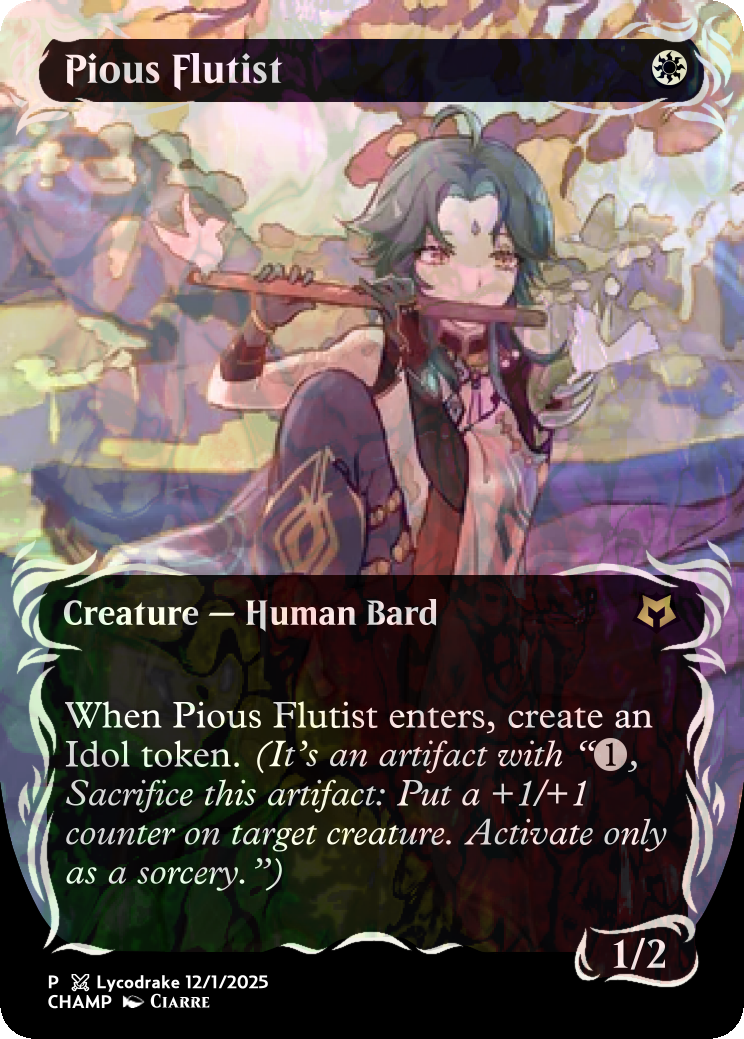 Pious Flutist
Creature — Human Bard
When Pious Flutist enters, create an
Idol token. (It's an artifact with “1,
Sacrifice this artifact: Put a +1/+1
counter on target creature. Activate only
as a sorcery.”)
1/2
P Lycodrake 12/1/2025
CHAMP Ciarre